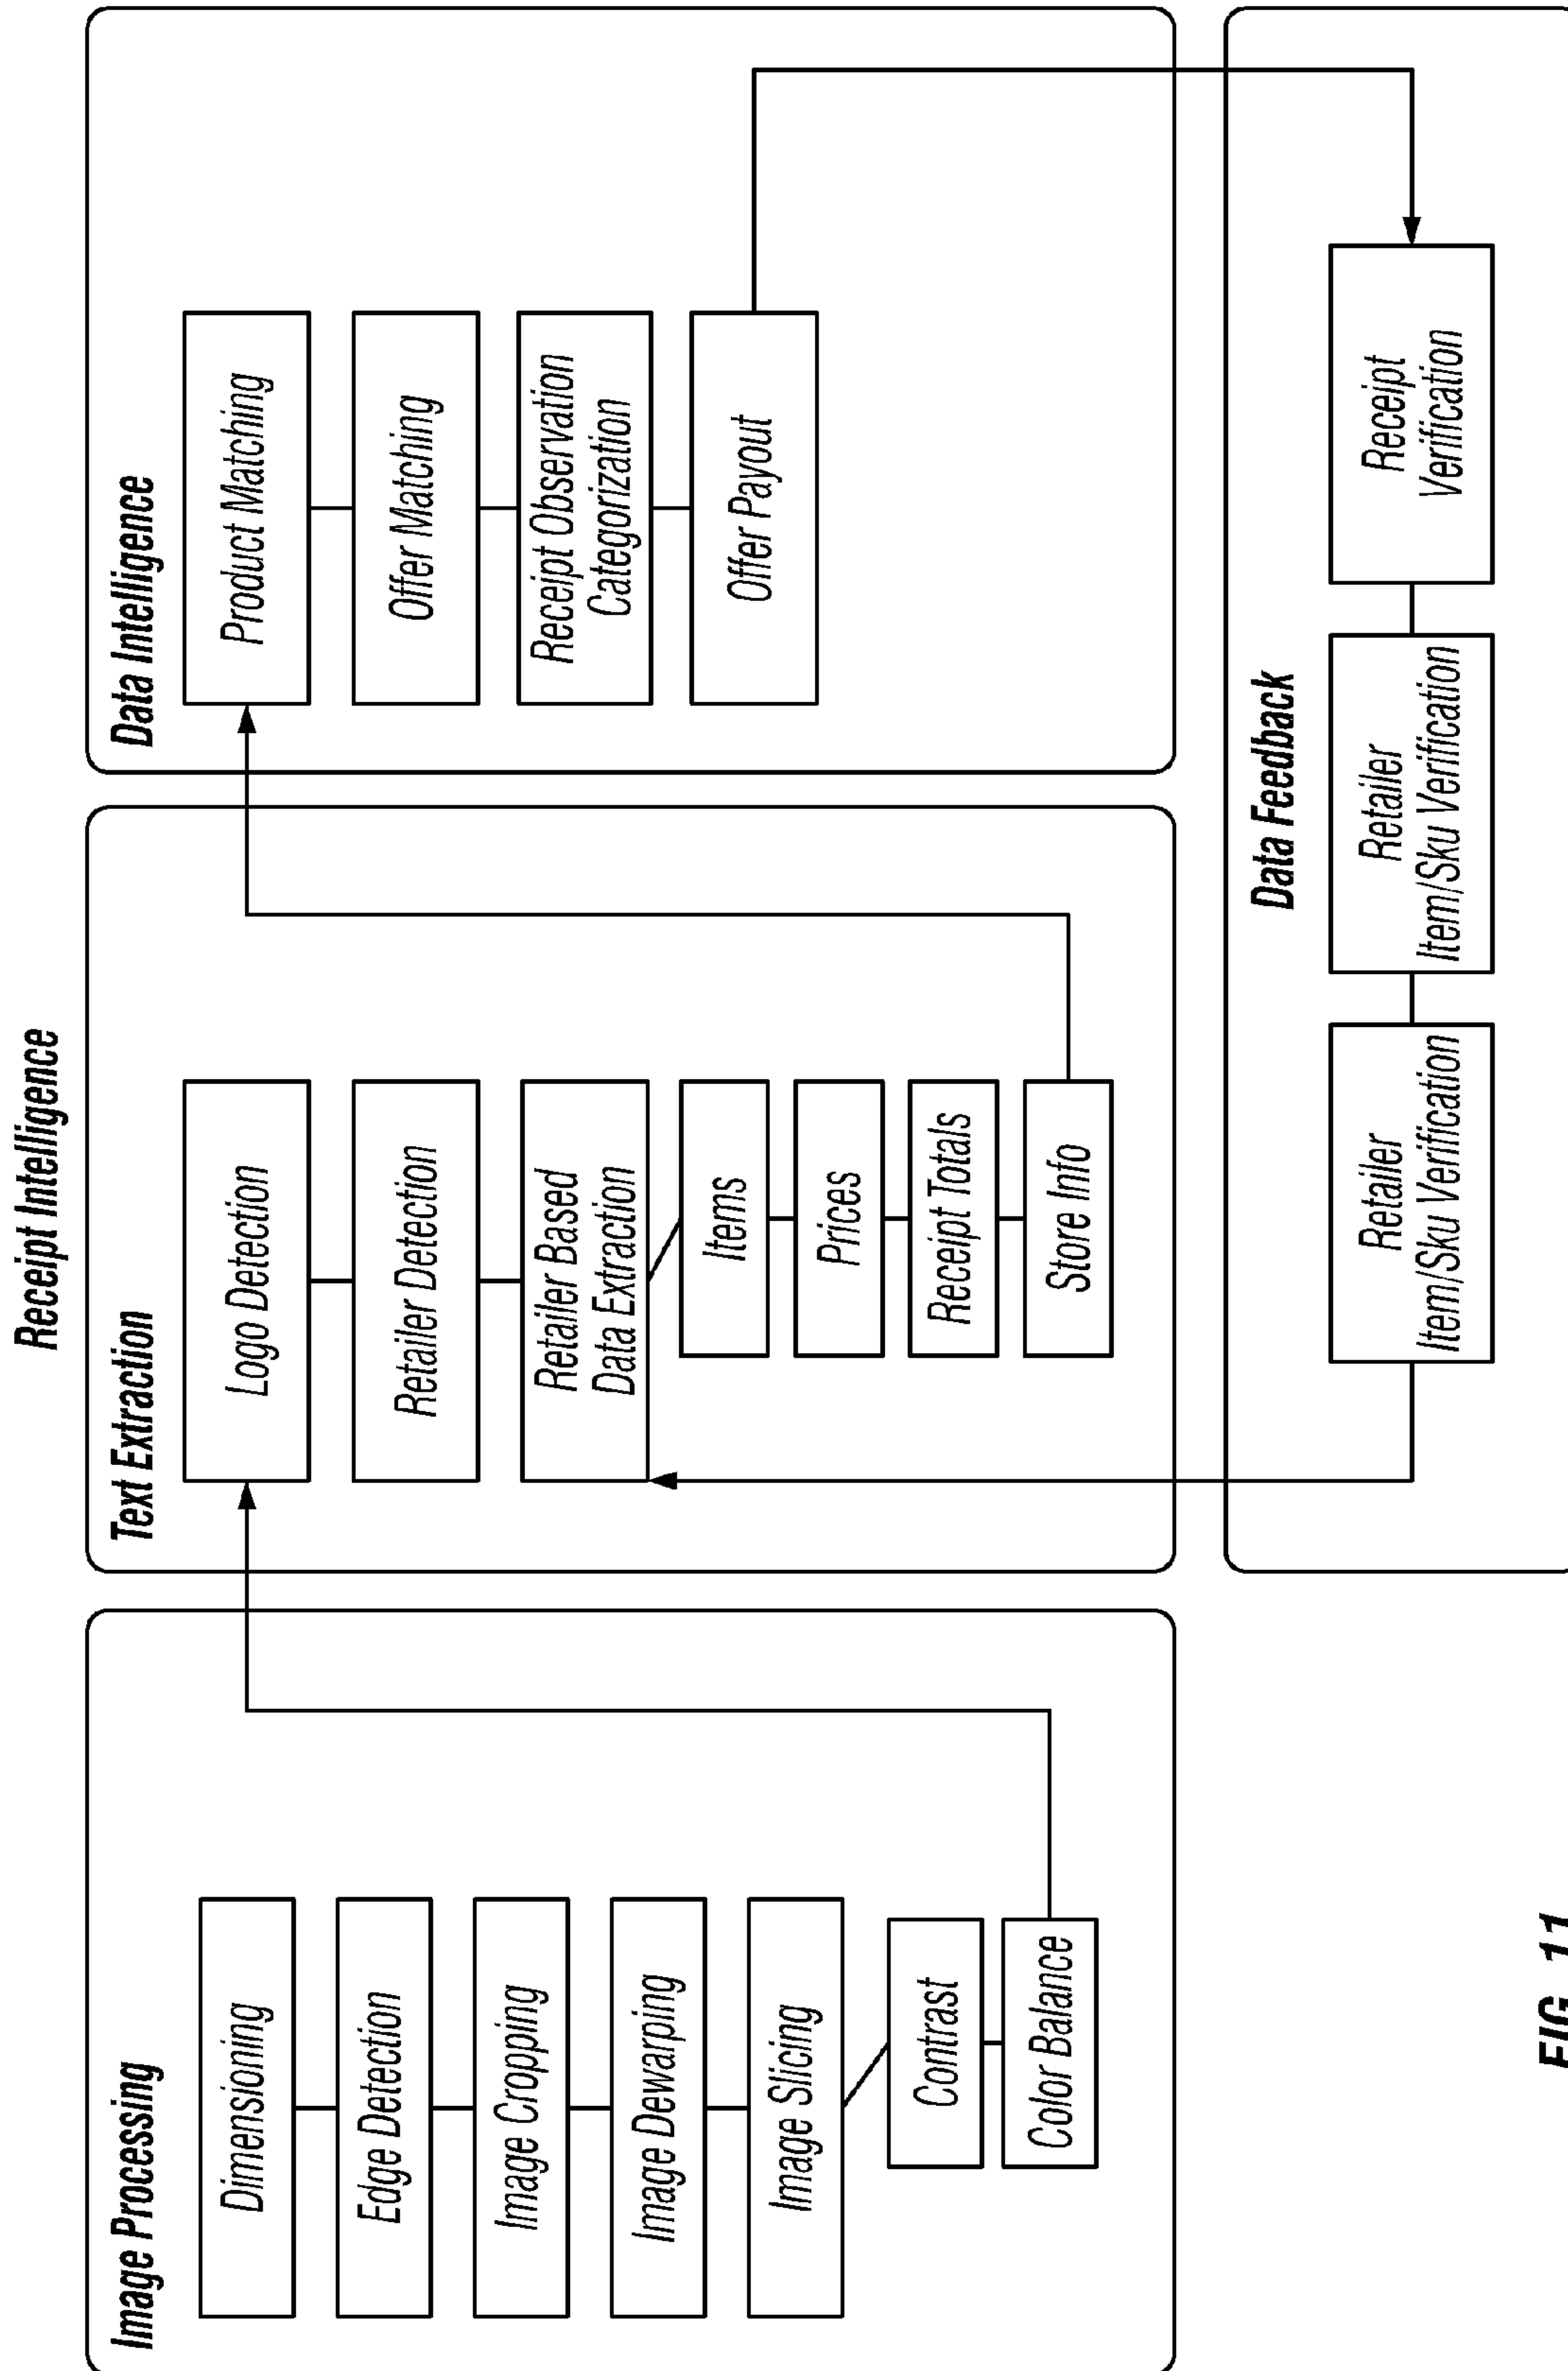 Receipt Intelligence
Image Processing
Dimensioning
Edge Detection
Image Cropping
Image Dewarping
Image Slicing
Contrast
Color Balance
Text Extraction
Logo Detection
Retailer Detection
Retailer Based
Data Extraction
Items
Prices
Receipt Totals
Store Info
Data Intelligence
Product Matching
Offer Matching
Receipt Observation
Categorization
Offer Payout
Data Feedback
Retailer
Item/Sku Verification
Retailer
Item/Sku Verification
Receipt
Verification
FIG. 11